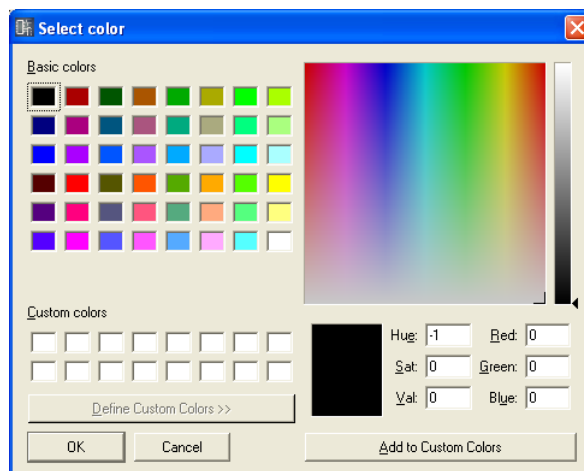 Select color
Basic colors
Custom colors
Define Custom Colors >>
OK
Cancel
Hue: -1
Red: 0
Sat: 0
Green: 0
Val: 0
Blue: 0
Add to Custom Colors